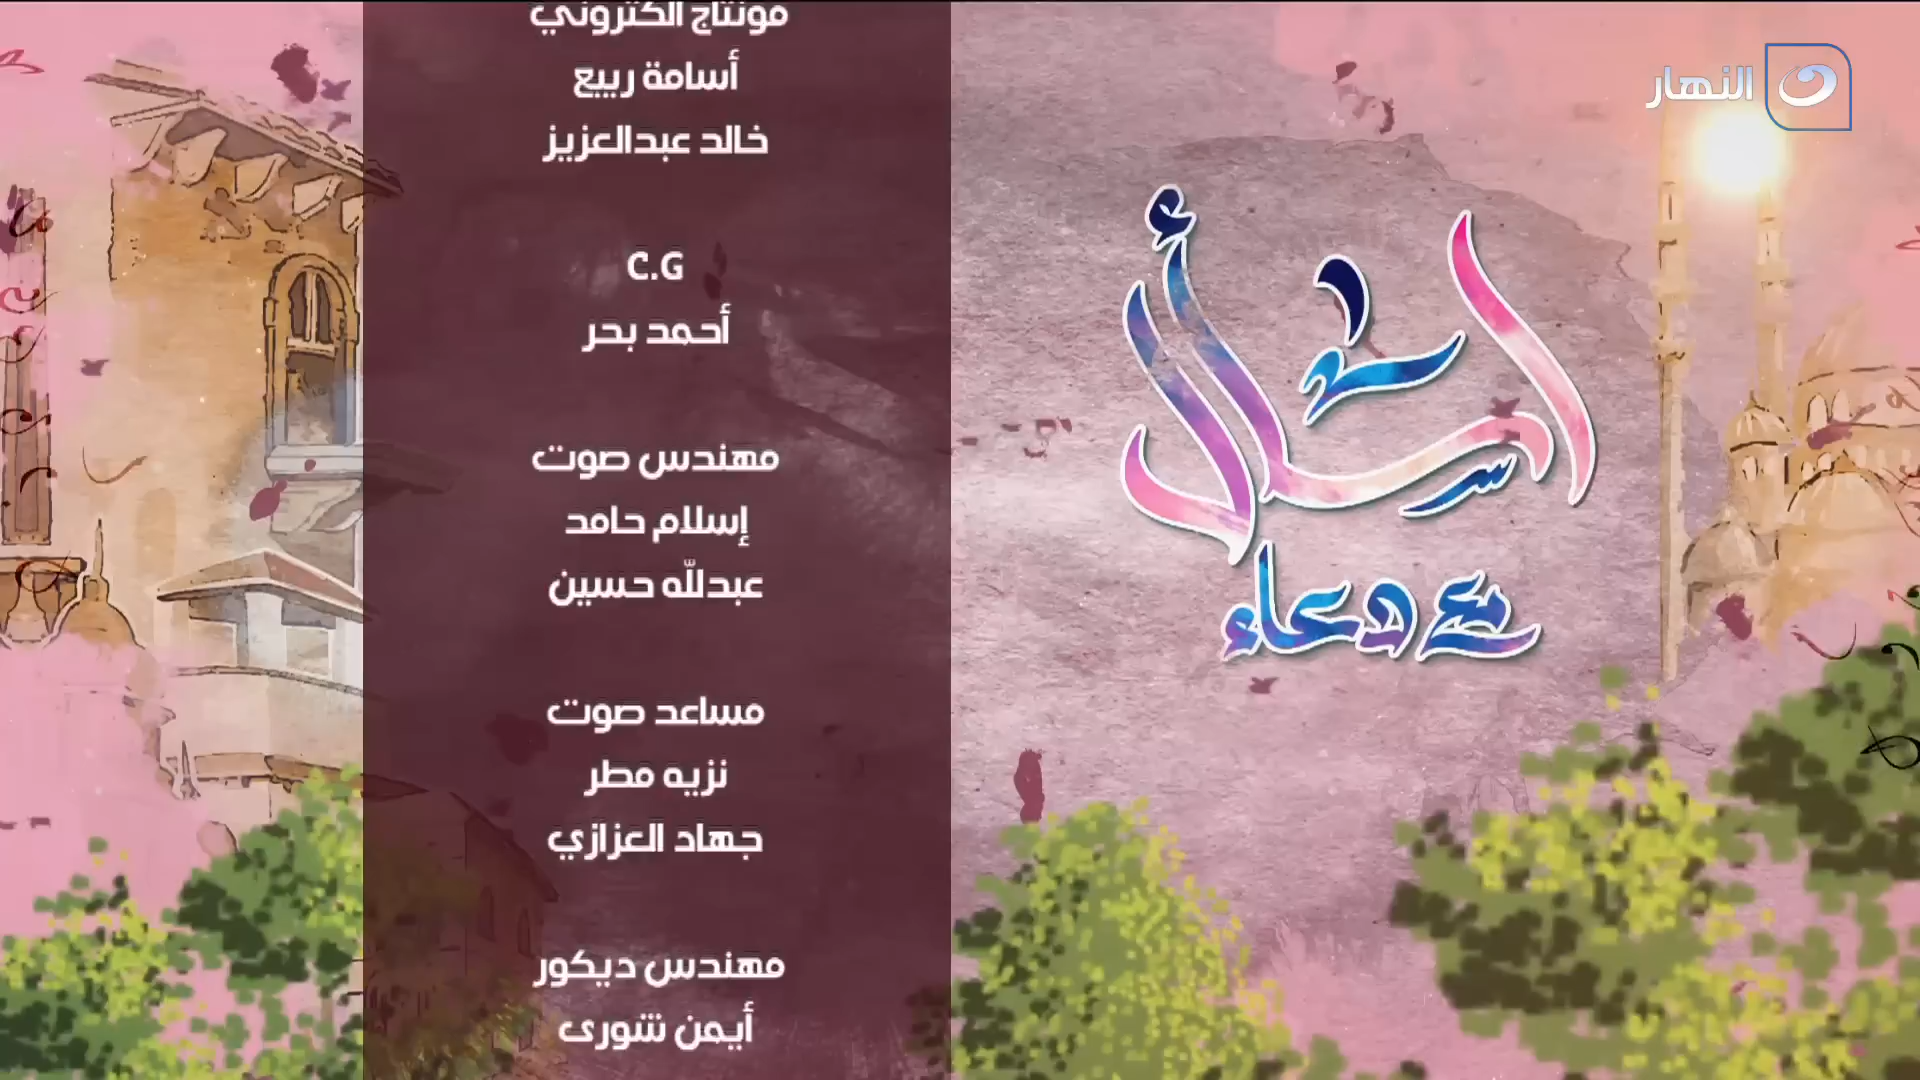 مونتاج الكتروني
أسامة ربيع
خالد عبدالعزيز
C.G
أحمد بحر
مهندس صوت
إسلام حامد
عبدالله حسين
مساعد صوت
نزيه مطر
جهاد العزازي
مهندس ديكور
أيمن شورى
النهار
اسأل
مع دعاء